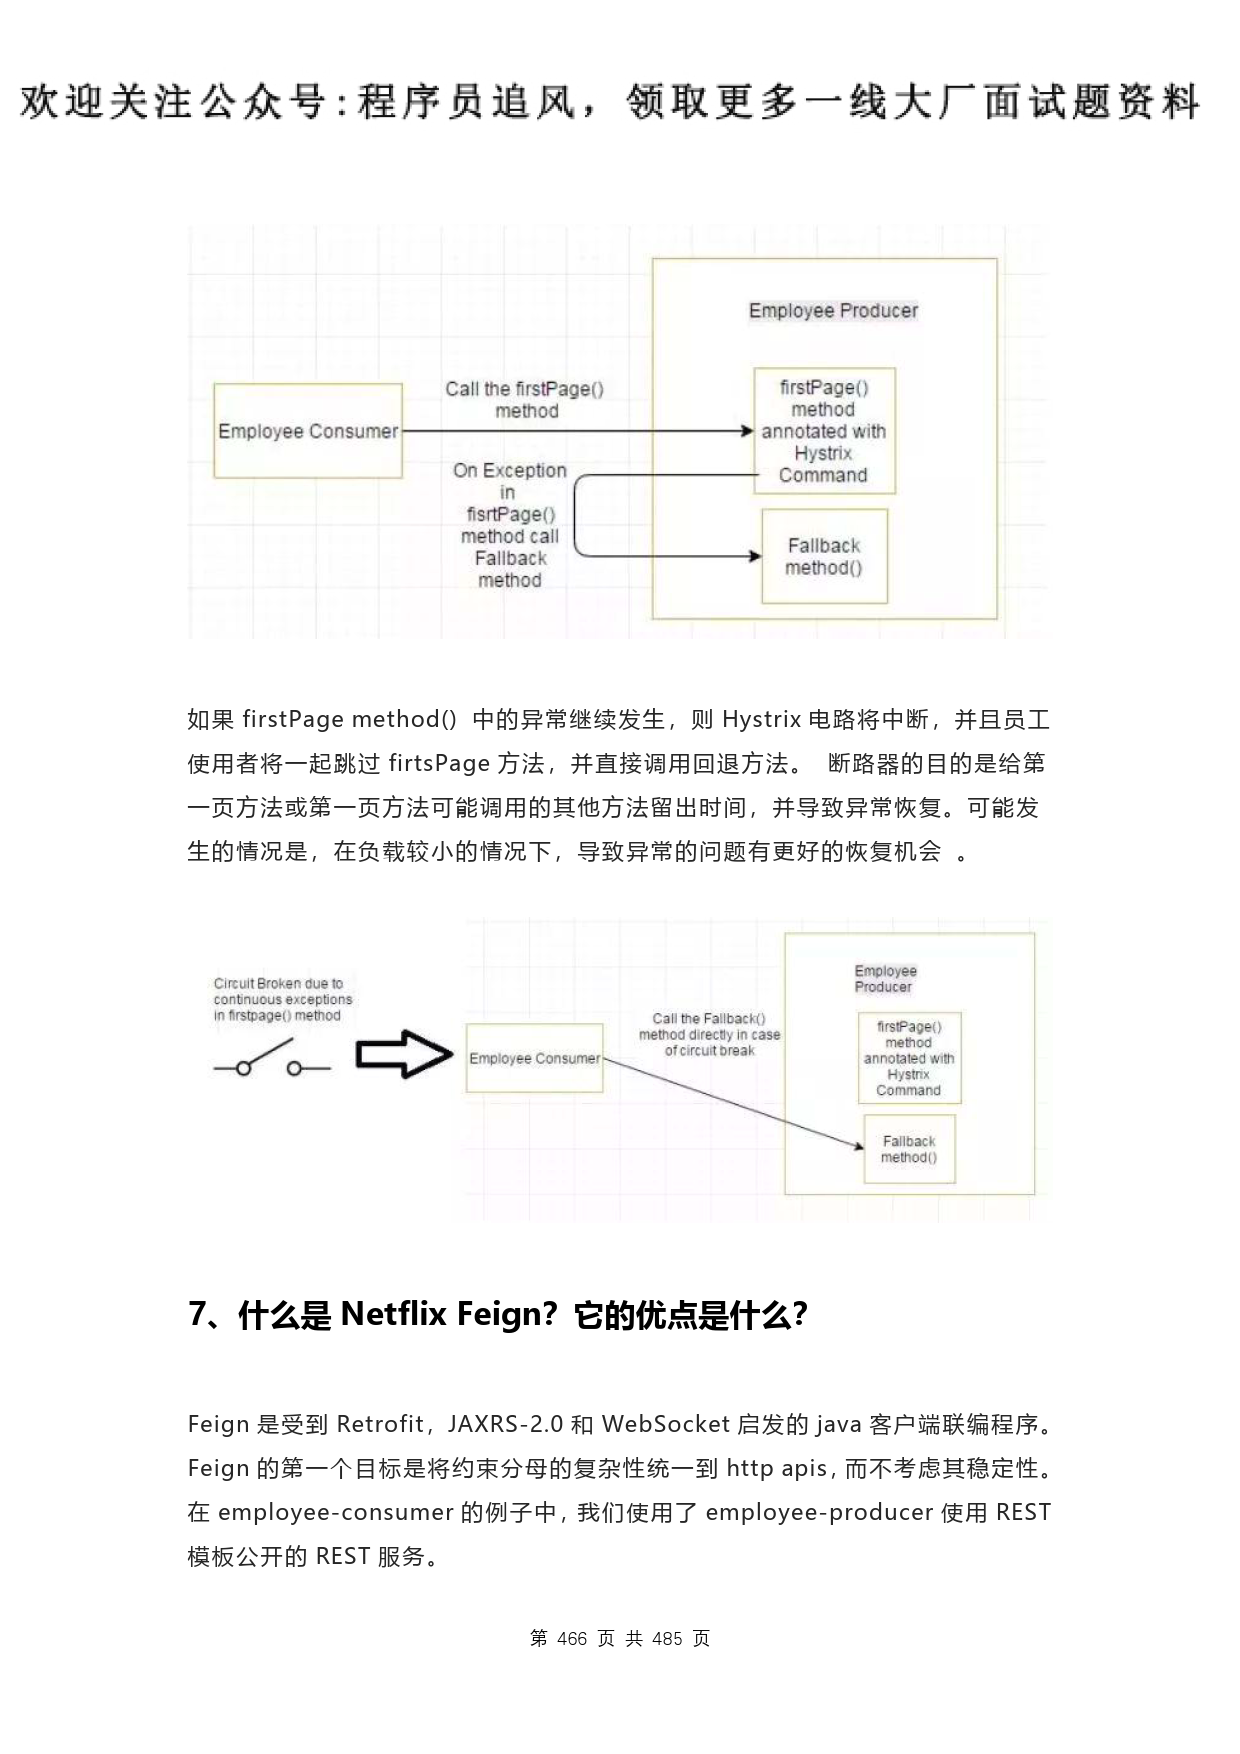 欢迎关注公众号:程序员追风，领取更多一线大厂面试题资料
Employee Producer
Call the firstPage()
method
firstPage()
method
annotated with
Hystrix
Command
Employee Consumer
On Exception
in
fisrtPage()
method call
Fallback
method
Fallback
method()
如果 firstPage method() 中的异常继续发生，则 Hystrix 电路将中断，并且员工
使用者将一起跳过 firtsPage 方法，并直接调用回退方法。 断路器的目的是给第
一页方法或第一页方法可能调用的其他方法留出时间，并导致异常恢复。可能发
生的情况是，在负载较小的情况下，导致异常的问题有更好的恢复机会 。
Circuit Broken due to
continuous exceptions
in firstpage() method
Employee Consumer
Call the Fallback()
method directly in case
of circuit break
Employee
Producer
firstPage()
method
annotated with
Hystrix
Command
Fallback
method()
7、什么是 Netflix Feign？它的优点是什么？
Feign 是受到 Retrofit，JAXRS-2.0 和 WebSocket 启发的 java 客户端联编程序。
Feign 的第一个目标是将约束分母的复杂性统一到 http apis，而不考虑其稳定性。
在 employee-consumer 的例子中，我们使用了 employee-producer 使用 REST
模板公开的 REST 服务。
第 466 页 共 485 页